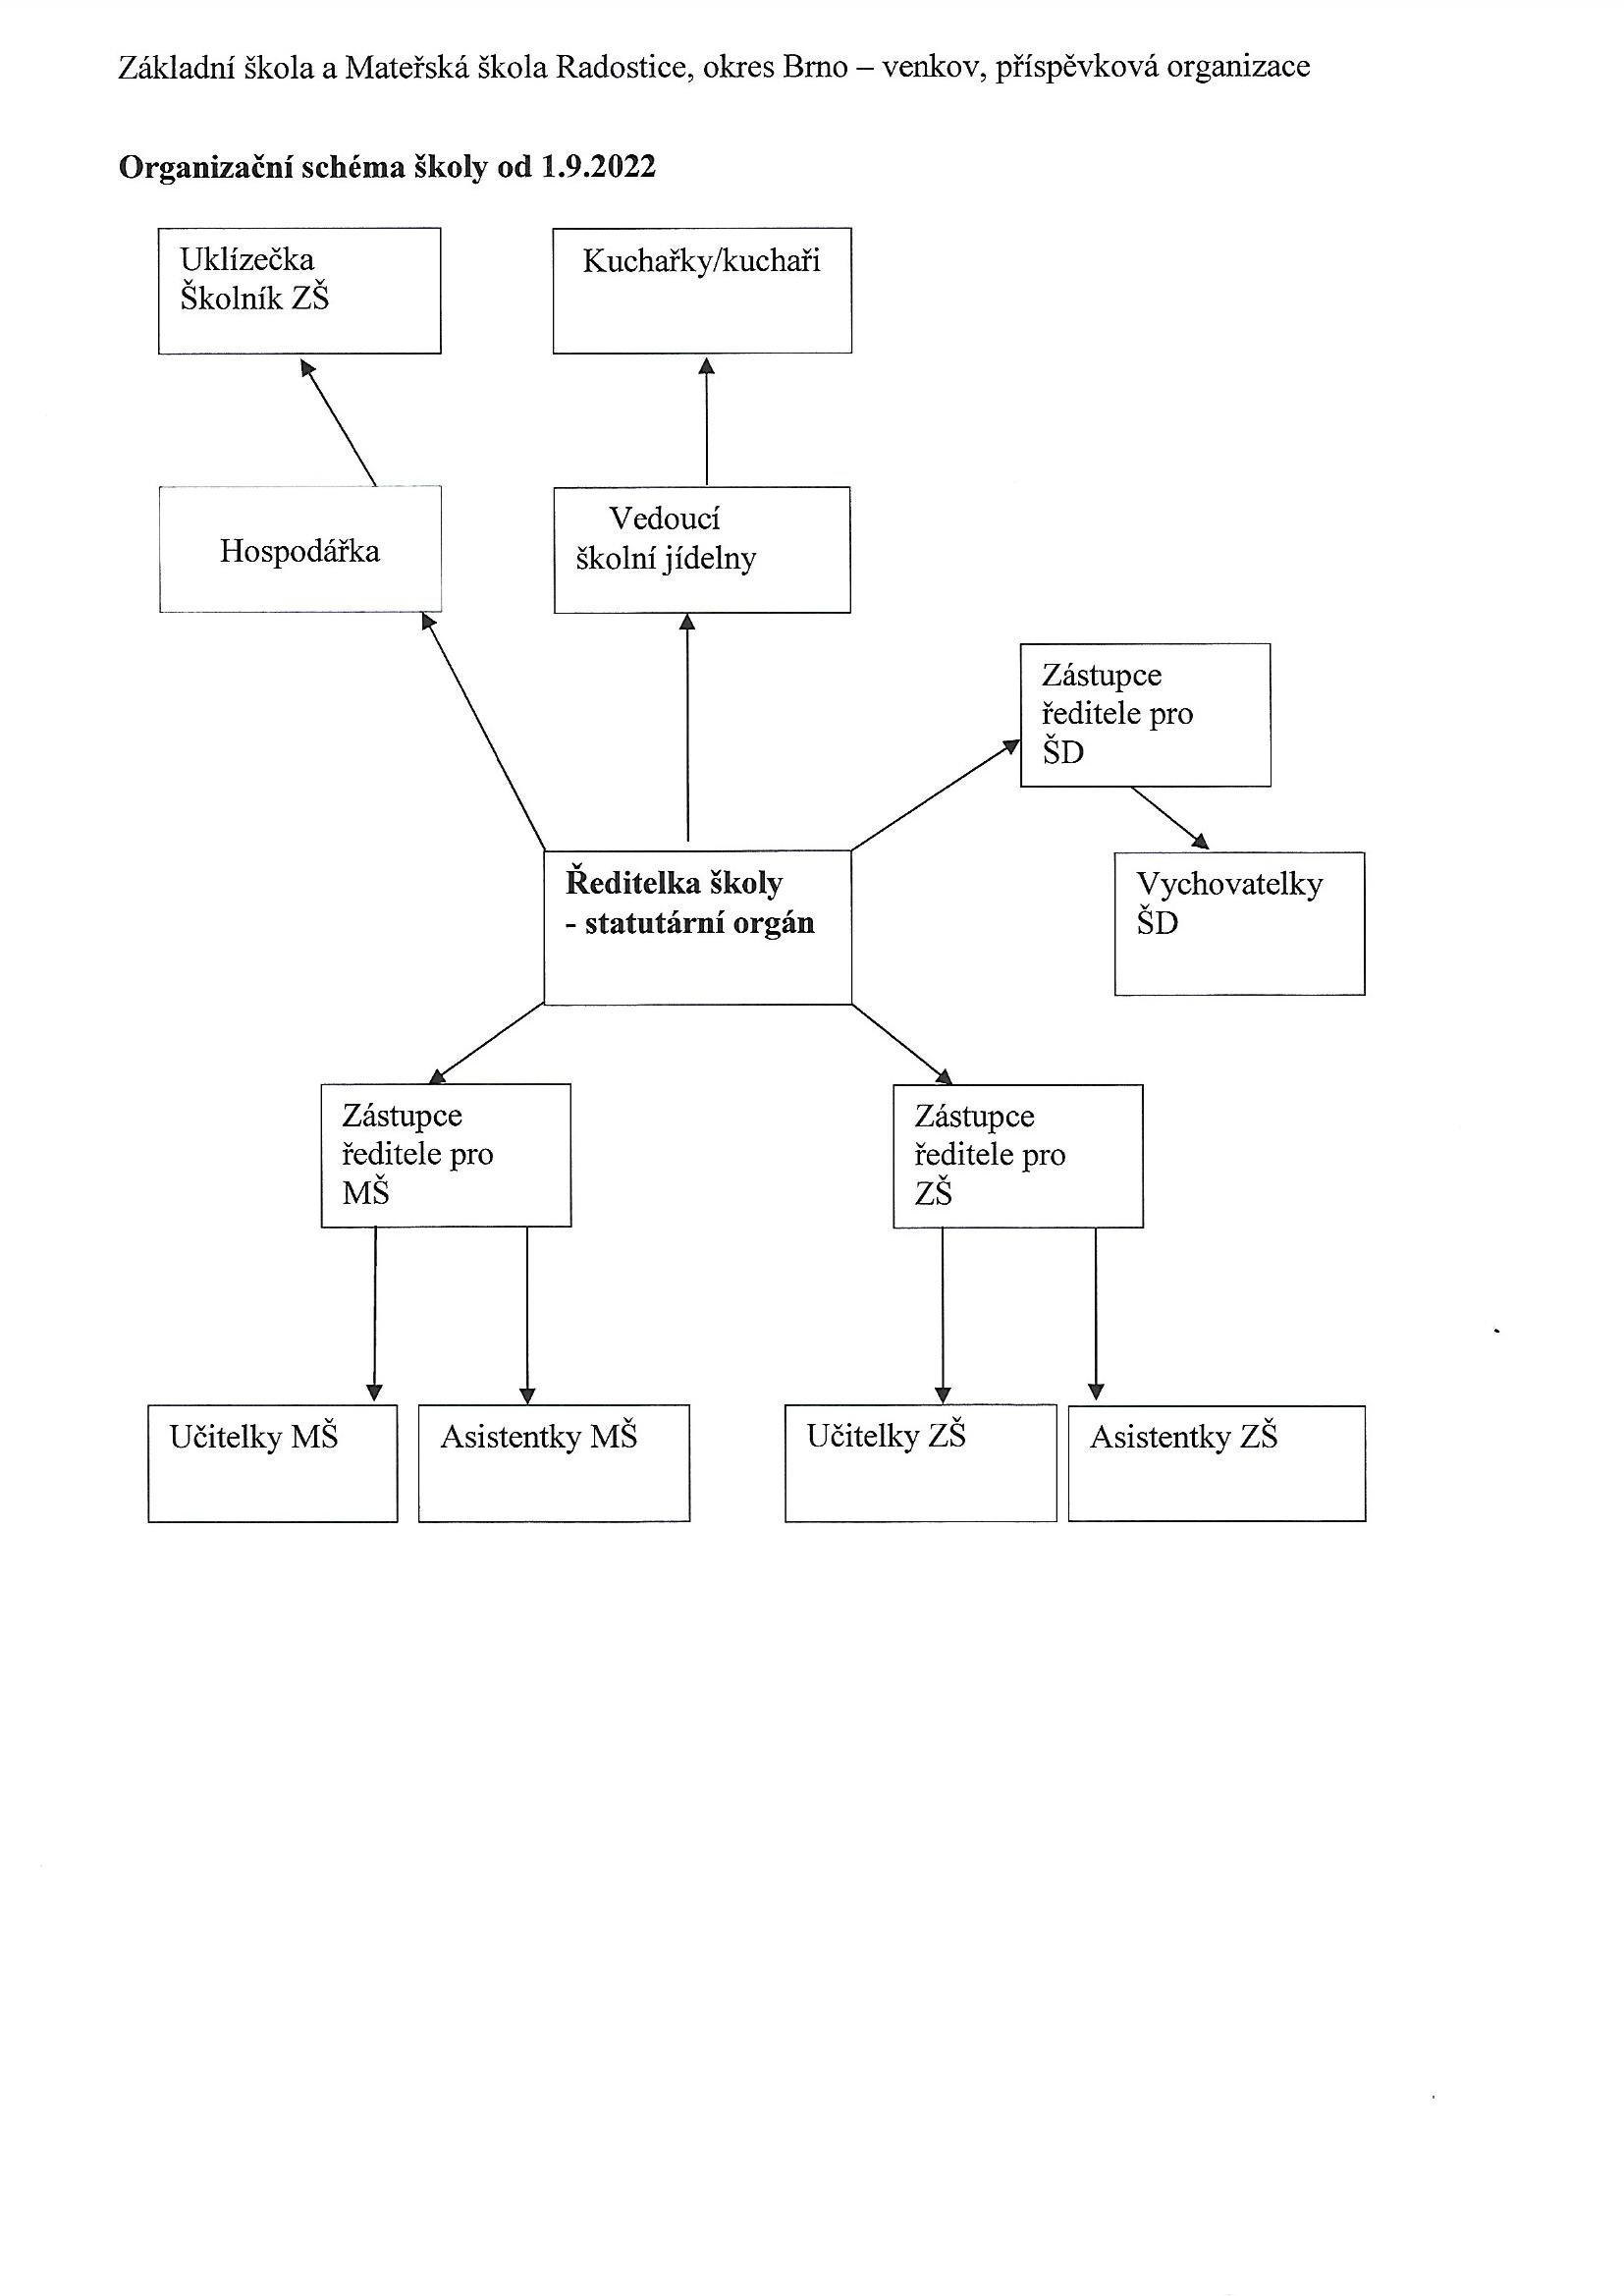 Základní škola a Mateřská škola Radostice, okres Brno – venkov, příspěvková organizace
Organizační schéma školy od 1.9.2022
Uklízečka
Školník ZŠ
Kuchařky/kuchaři
Hospodářka
Vedoucí
školní jídelny
Zástupce
ředitele pro
ŠD
Vychovatelky
ŠD
Ředitelka školy
- statutární orgán
Zástupce
ředitele pro
MŠ
Zástupce
ředitele pro
ZŠ
Učitelky MŠ
Asistentky MŠ
Učitelky ZŠ
Asistentky ZŠ